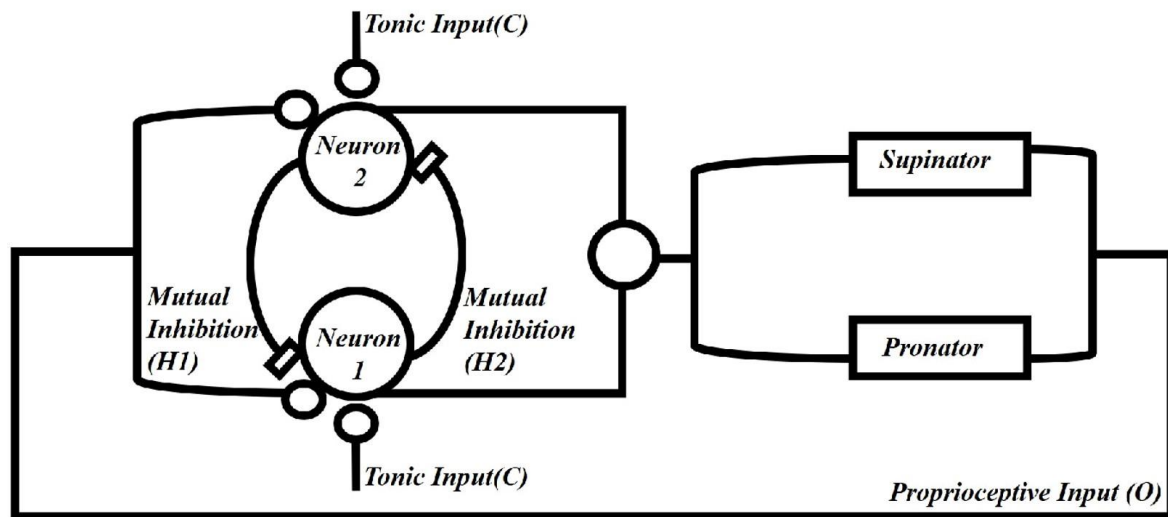 Tonic Input(C)
Neuron
2
Supinator
Mutual
Inhibition
(H1)
Mutual
Inhibition
(H2)
Neuron
1
Pronator
Tonic Input(C)
Proprioceptive Input (O)